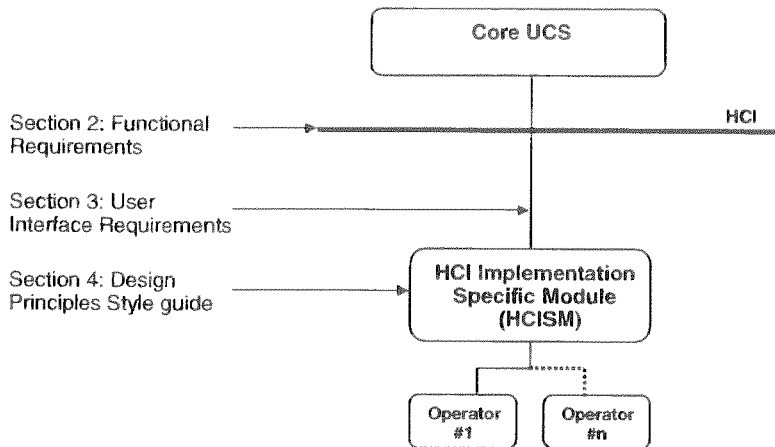 Core UCS
HCI
Section 2: Functional
Requirements
Section 3: User
Interface Requirements
Section 4: Design
Principles Style guide
HCI Implementation
Specific Module
(HCISM)
Operator
#1
Operator
#n